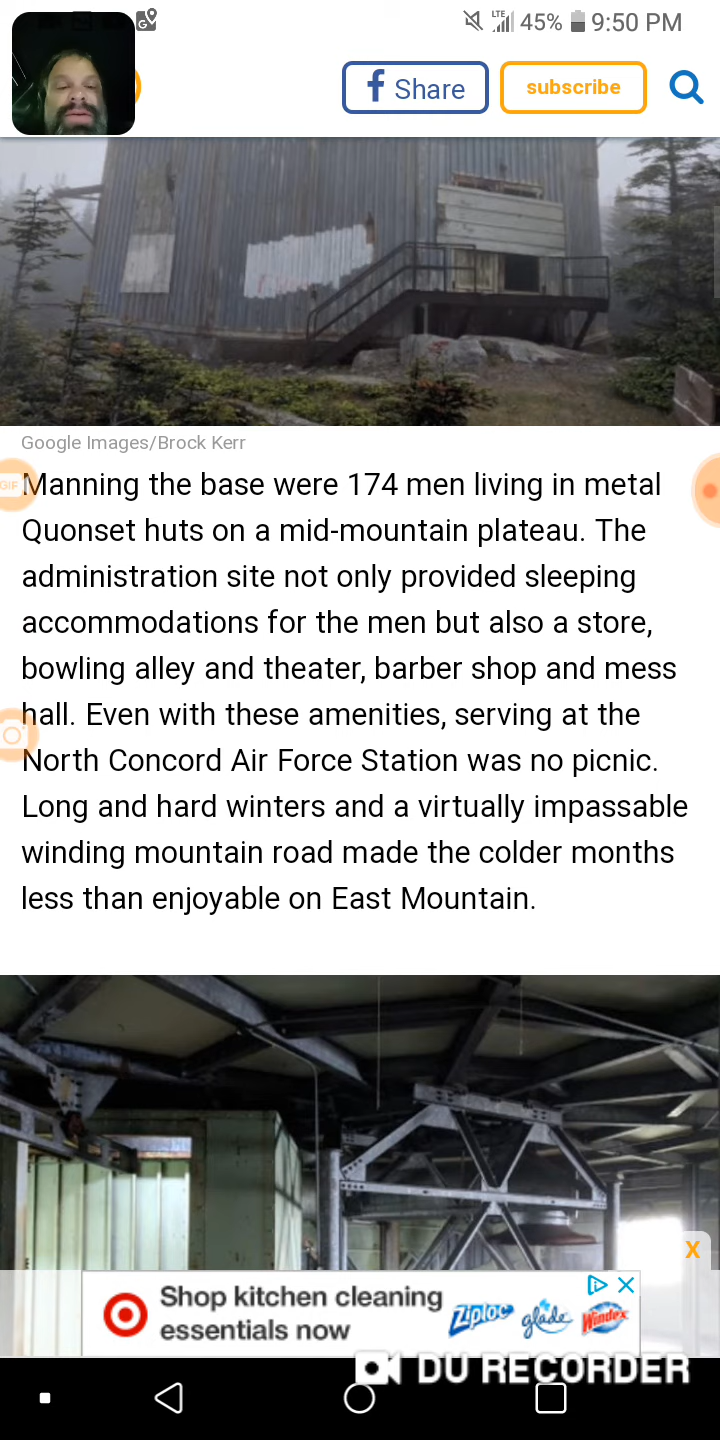 LTE 45% 9:50 PM
f Share subscribe
Google Images/Brock Kerr
GIF
Manning the base were 174 men living in metal
Quonset huts on a mid-mountain plateau. The
administration site not only provided sleeping
accommodations for the men but also a store,
bowling alley and theater, barber shop and mess
hall. Even with these amenities, serving at the
North Concord Air Force Station was no picnic.
Long and hard winters and a virtually impassable
winding mountain road made the colder months
less than enjoyable on East Mountain.
X
Shop kitchen cleaning
essentials now
Ziploc glade Windex
DU RECORDER